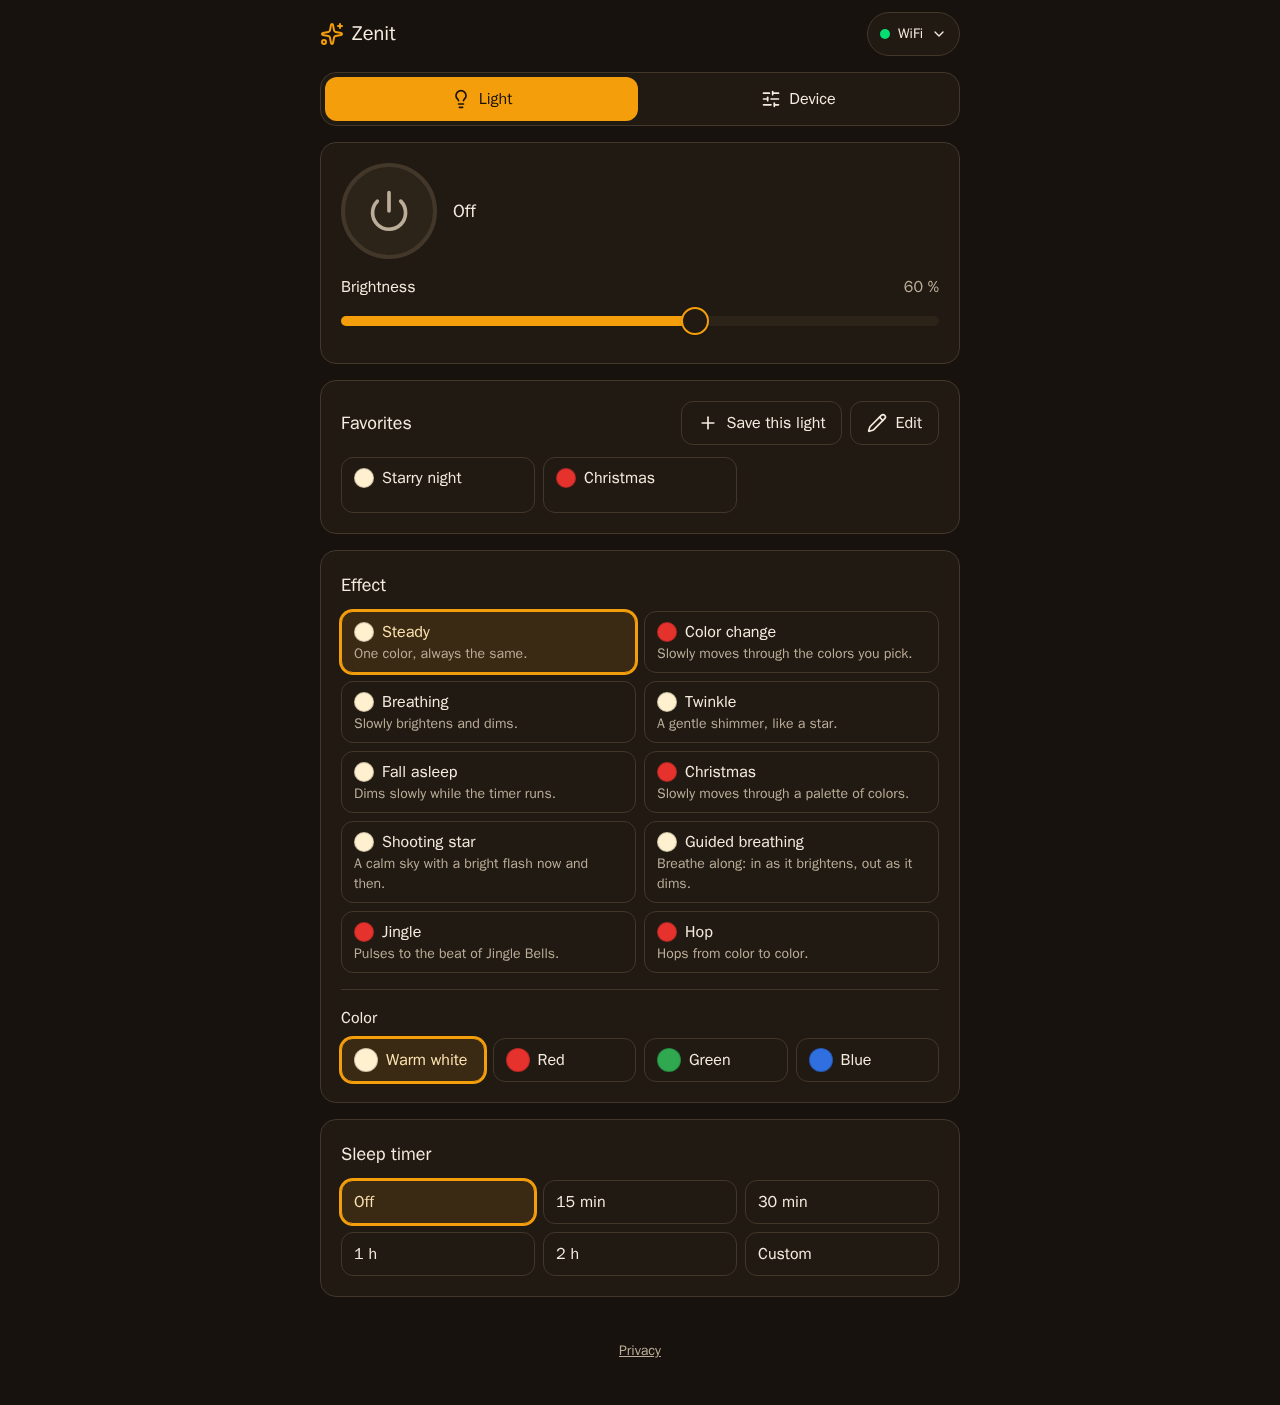 Zenit
WiFi
Light
Device
Off
Brightness
60 %
Favorites
Save this light
Edit
Starry night
Christmas
Effect
Steady
One color, always the same.
Color change
Slowly moves through the colors you pick.
Breathing
Slowly brightens and dims.
Twinkle
A gentle shimmer, like a star.
Fall asleep
Dims slowly while the timer runs.
Christmas
Slowly moves through a palette of colors.
Shooting star
A calm sky with a bright flash now and
then.
Guided breathing
Breathe along: in as it brightens, out as it
dims.
Jingle
Pulses to the beat of Jingle Bells.
Hop
Hops from color to color.
Color
Warm white
Red
Green
Blue
Sleep timer
Off
15 min
30 min
1 h
2 h
Custom
Privacy